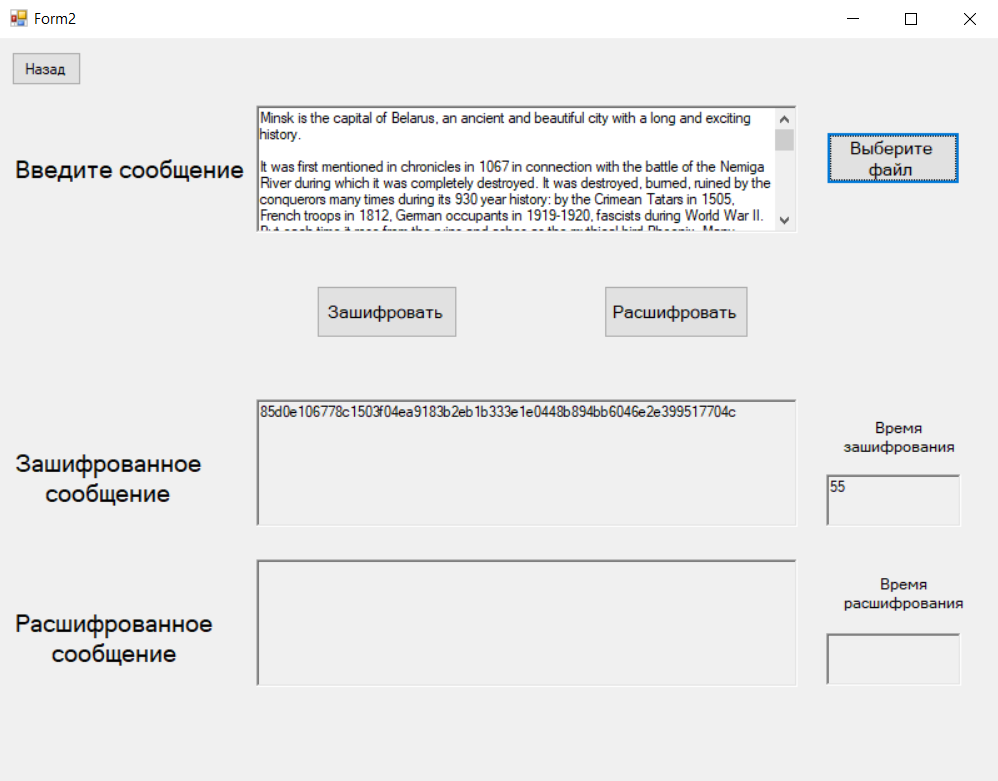 Form2
Назад
Введите сообщение
Minsk is the capital of Belarus, an ancient and beautiful city with a long and exciting
history.
It was first mentioned in chronicles in 1067 in connection with the battle of the Nemiga
River during which it was completely destroyed. It was destroyed, burned, ruined by the
conquerors many times during its 930 year history: by the Crimean Tatars in 1505,
French troops in 1812, German occupants in 1919-1920, fascists during World War II.
Выберите
файл
Зашифровать
Расшифровать
Зашифрованное
сообщение
85d0e106778c1503f04ea9183b2eb1b333e1e0448b894bb6046e2e399517704c
Время
зашифрования
55
Расшифрованное
сообщение
Время
расшифрования